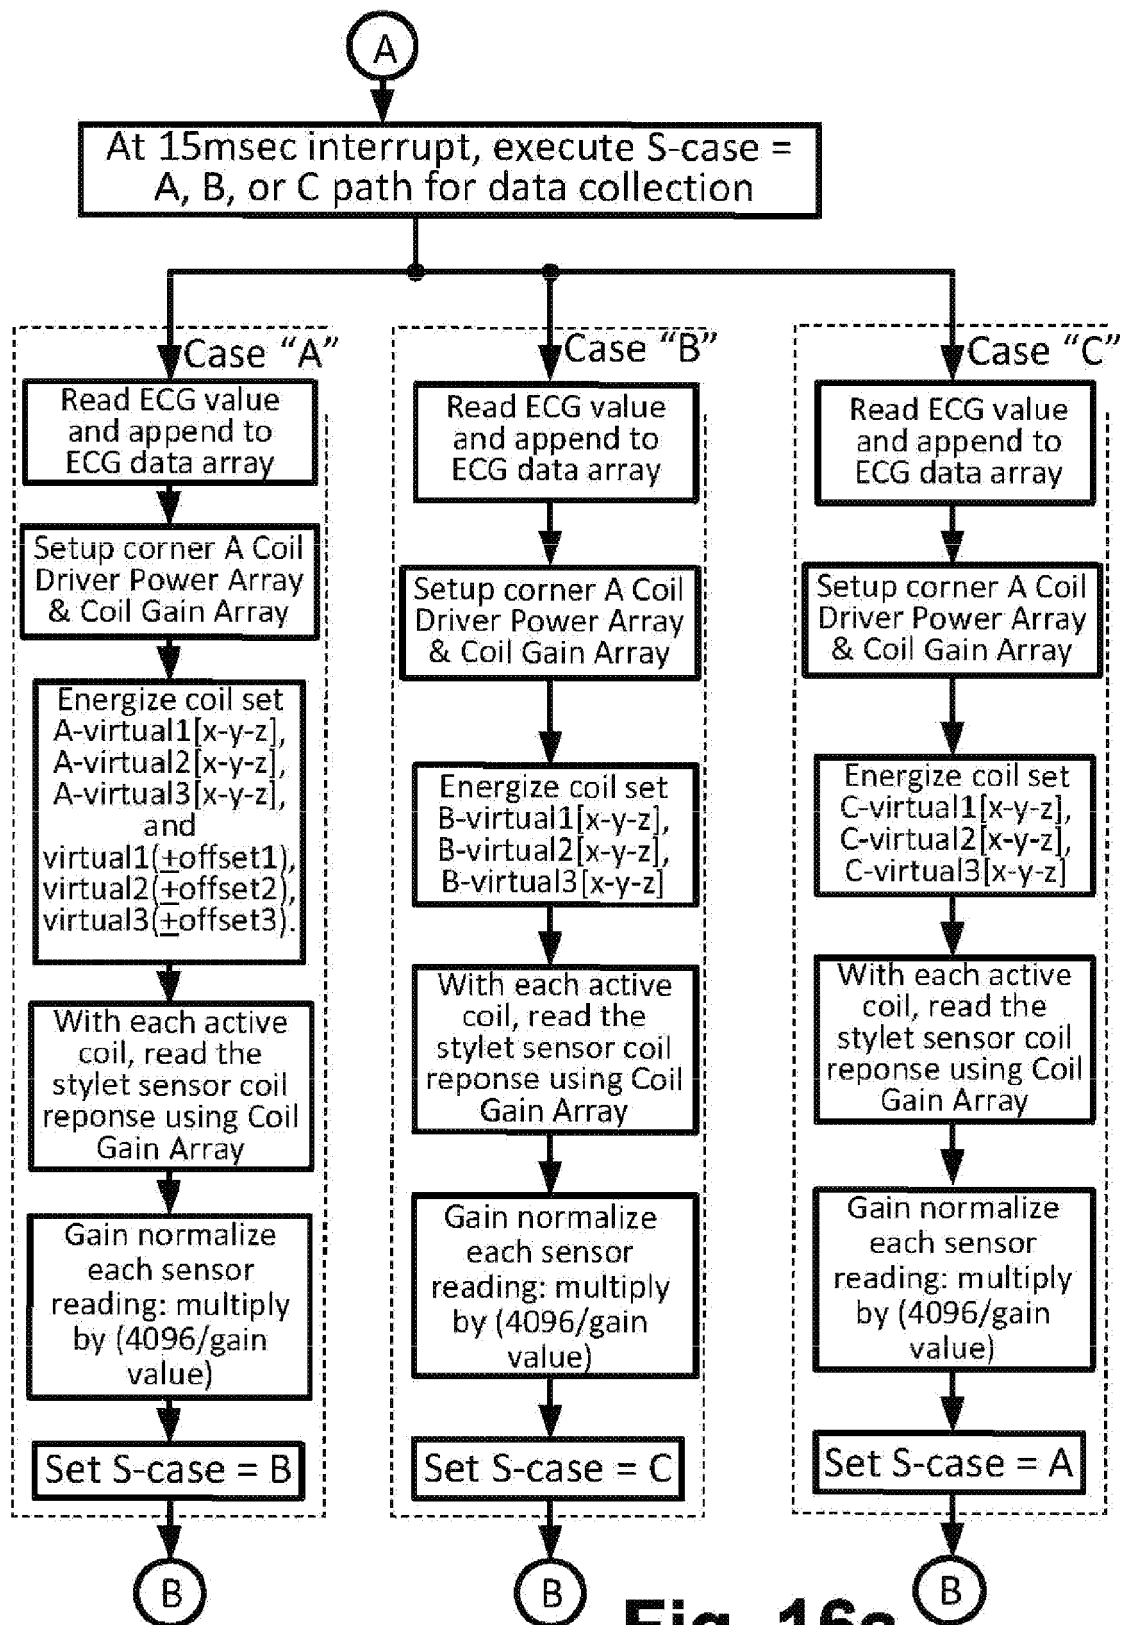 A
At 15msec interrupt, execute S-case =
A, B, or C path for data collection
Case “A”
Read ECG value
and append to
ECG data array
Setup corner A Coil
Driver Power Array
& Coil Gain Array
Energize coil set
A-virtual1[x-y-z],
A-virtual2[x-y-z],
A-virtual3[x-y-z],
and
virtual1(±offset1),
virtual2(±offset2),
virtual3(±offset3).
With each active
coil, read the
stylet sensor coil
reponse using Coil
Gain Array
Gain normalize
each sensor
reading: multiply
by (4096/gain
value)
Set S-case = B
B
Case “B”
Read ECG value
and append to
ECG data array
Setup corner A Coil
Driver Power Array
& Coil Gain Array
Energize coil set
B-virtual1[x-y-z],
B-virtual2[x-y-z],
B-virtual3[x-y-z]
With each active
coil, read the
stylet sensor coil
reponse using Coil
Gain Array
Gain normalize
each sensor
reading: multiply
by (4096/gain
value)
Set S-case = C
B
Case “C”
Read ECG value
and append to
ECG data array
Setup corner A Coil
Driver Power Array
& Coil Gain Array
Energize coil set
C-virtual1[x-y-z],
C-virtual2[x-y-z],
C-virtual3[x-y-z]
With each active
coil, read the
stylet sensor coil
reponse using Coil
Gain Array
Gain normalize
each sensor
reading: multiply
by (4096/gain
value)
Set S-case = A
B
Fig.